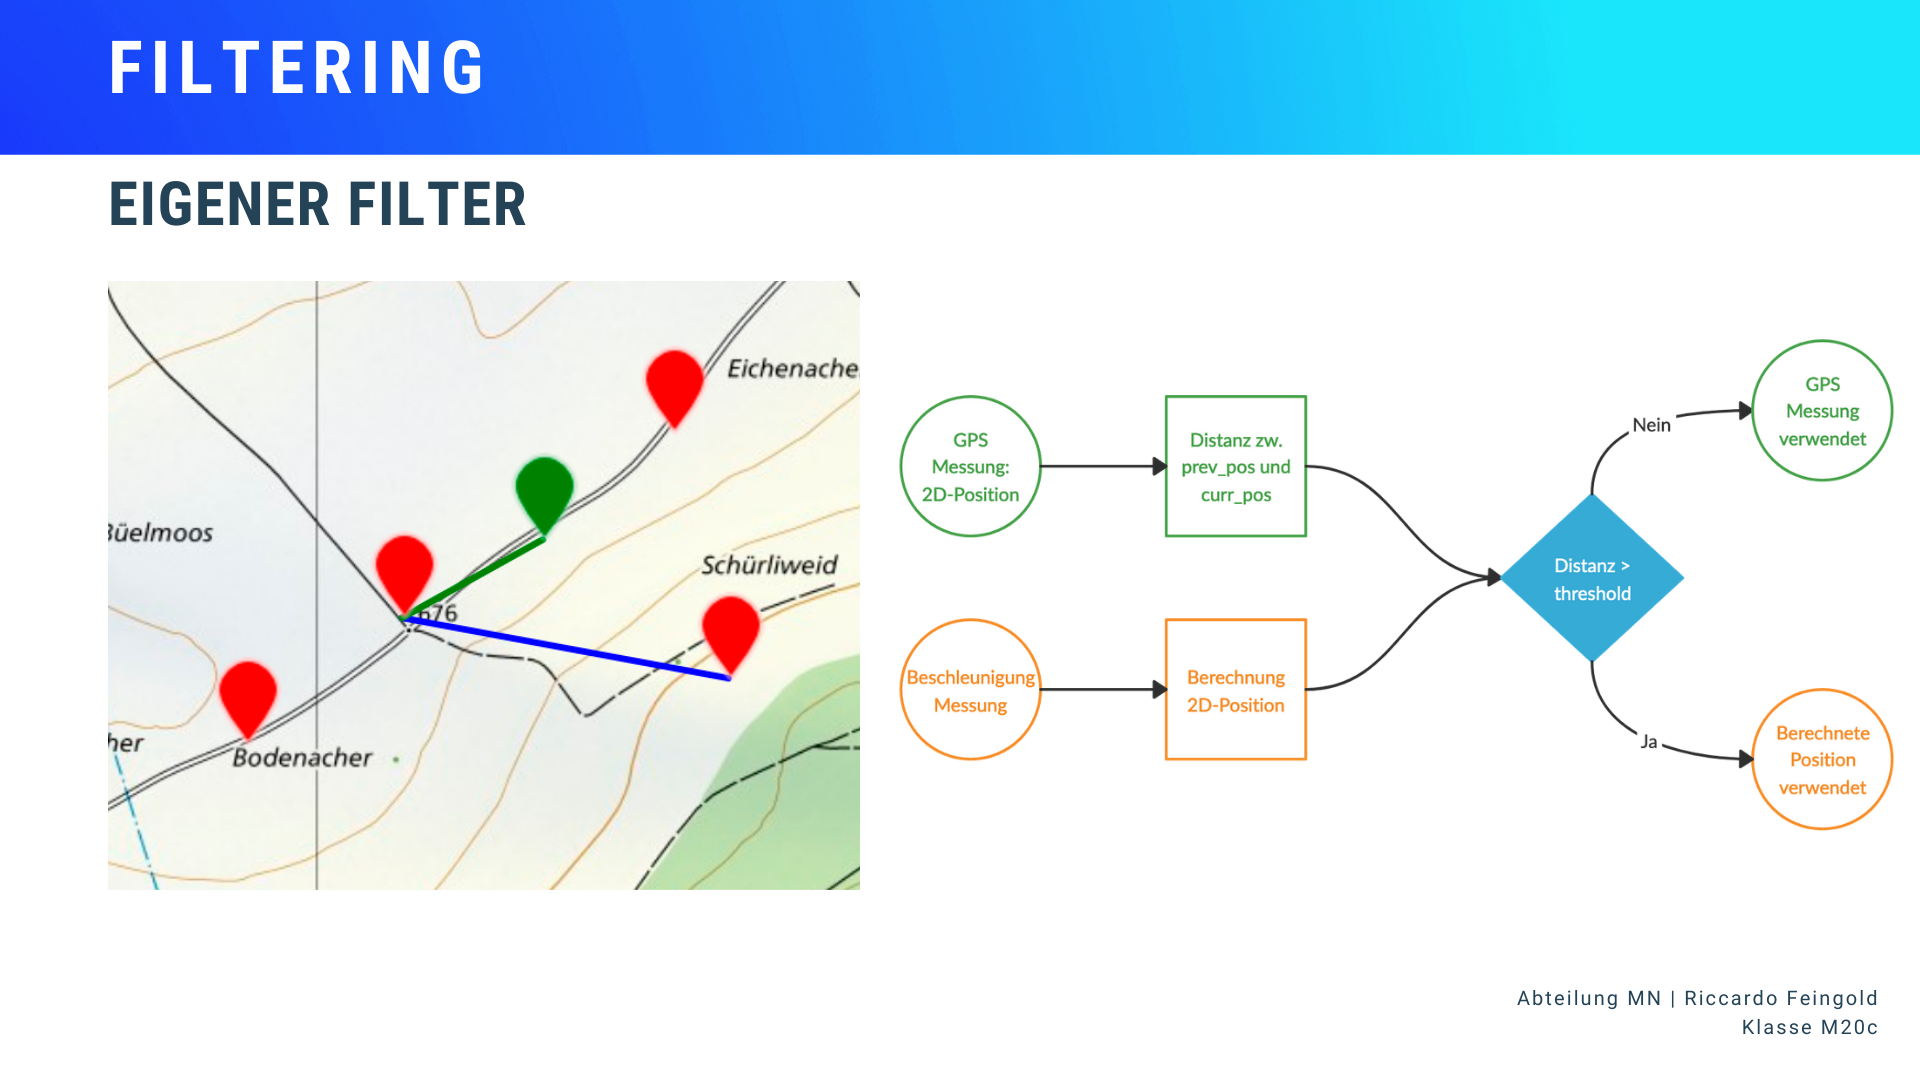 FILTERING
EIGENER FILTER
Eichenache
Büelmoos
Schürliweid
676
her
Bodenacher
GPS
Messung:
2D-Position
Distanz zw.
prev_pos und
curr_pos
Beschleunigung
Messung
Berechnung
2D-Position
Distanz >
threshold
Nein
Ja
GPS
Messung
verwendet
Berechnete
Position
verwendet
Abteilung MN | Riccardo Feingold
Klasse M20c